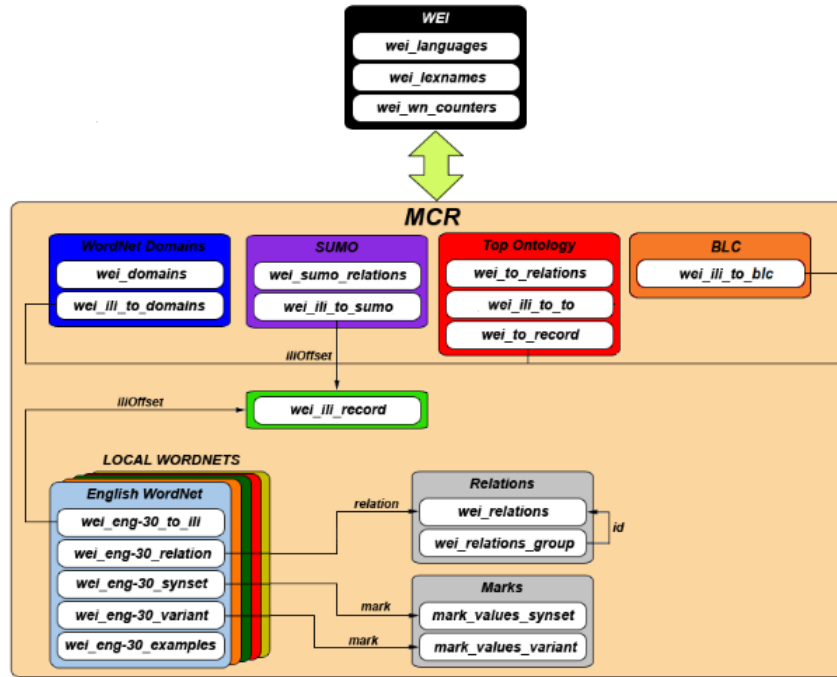 WEI
wei_languages
wei_lexnames
wei_wn_counters
MCR
WordNet Domains
wei_domains
wei_ili_to_domains
SUMO
wei_sumo_relations
wei_ili_to_sumo
Top Ontology
wei_to_relations
wei_ili_to_to
wei_to_record
BLC
wei_ili_to_blc
iliOffset
iliOffset
wei_ili_record
LOCAL WORDNETS
English WordNet
wei_eng-30_to_ili
wei_eng-30_relation
wei_eng-30_synset
wei_eng-30_variant
wei_eng-30_examples
relation
Relations
wei_relations
wei_relations_group
id
mark
mark
Marks
mark_values_synset
mark_values_variant